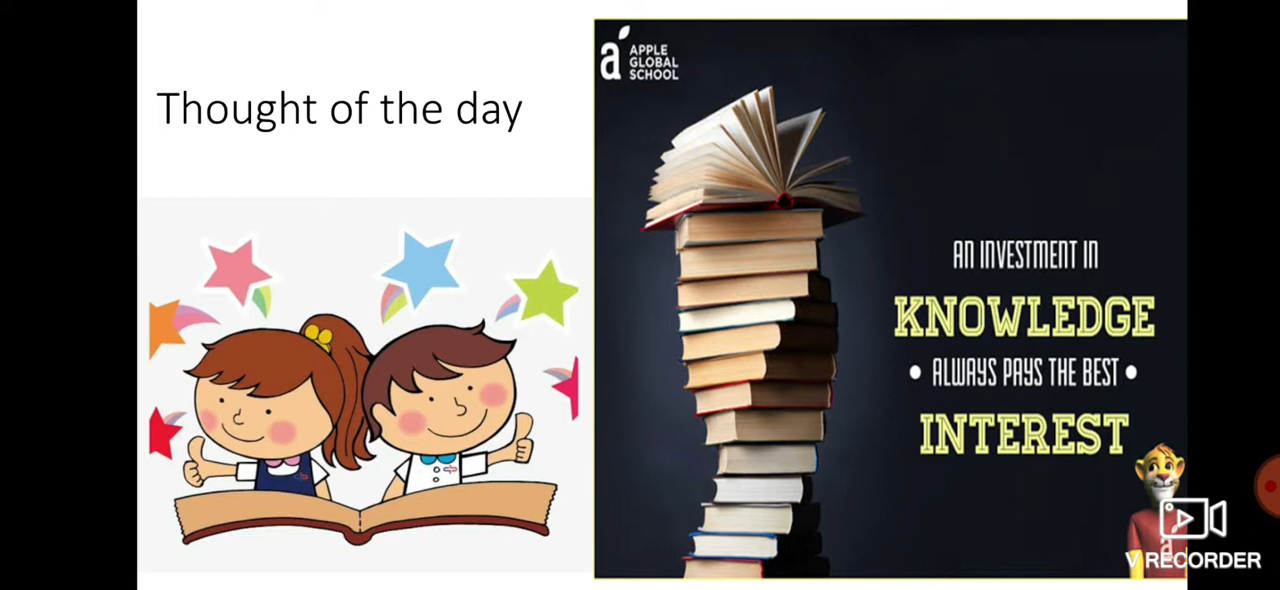 Thought of the day
a APPLE
GLOBAL
SCHOOL
AN INVESTMENT IN
KNOWLEDGE
• ALWAYS PAYS THE BEST •
INTEREST
a
V RECORDER